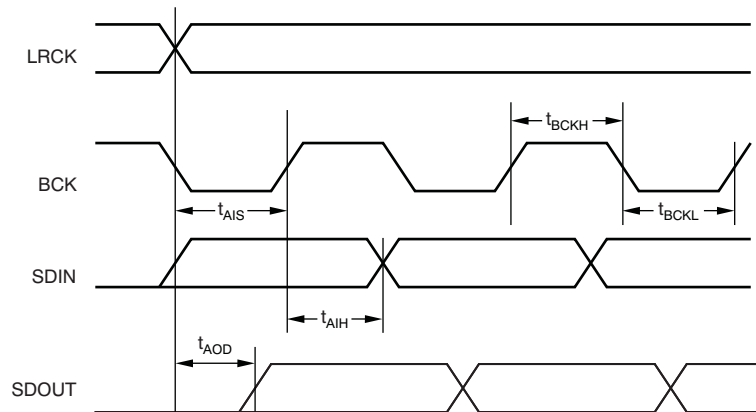 LRCK
t_BCKH
BCK
t_AIS
t_BCKL
SDIN
t_AIH
t_AOD
SDOUT